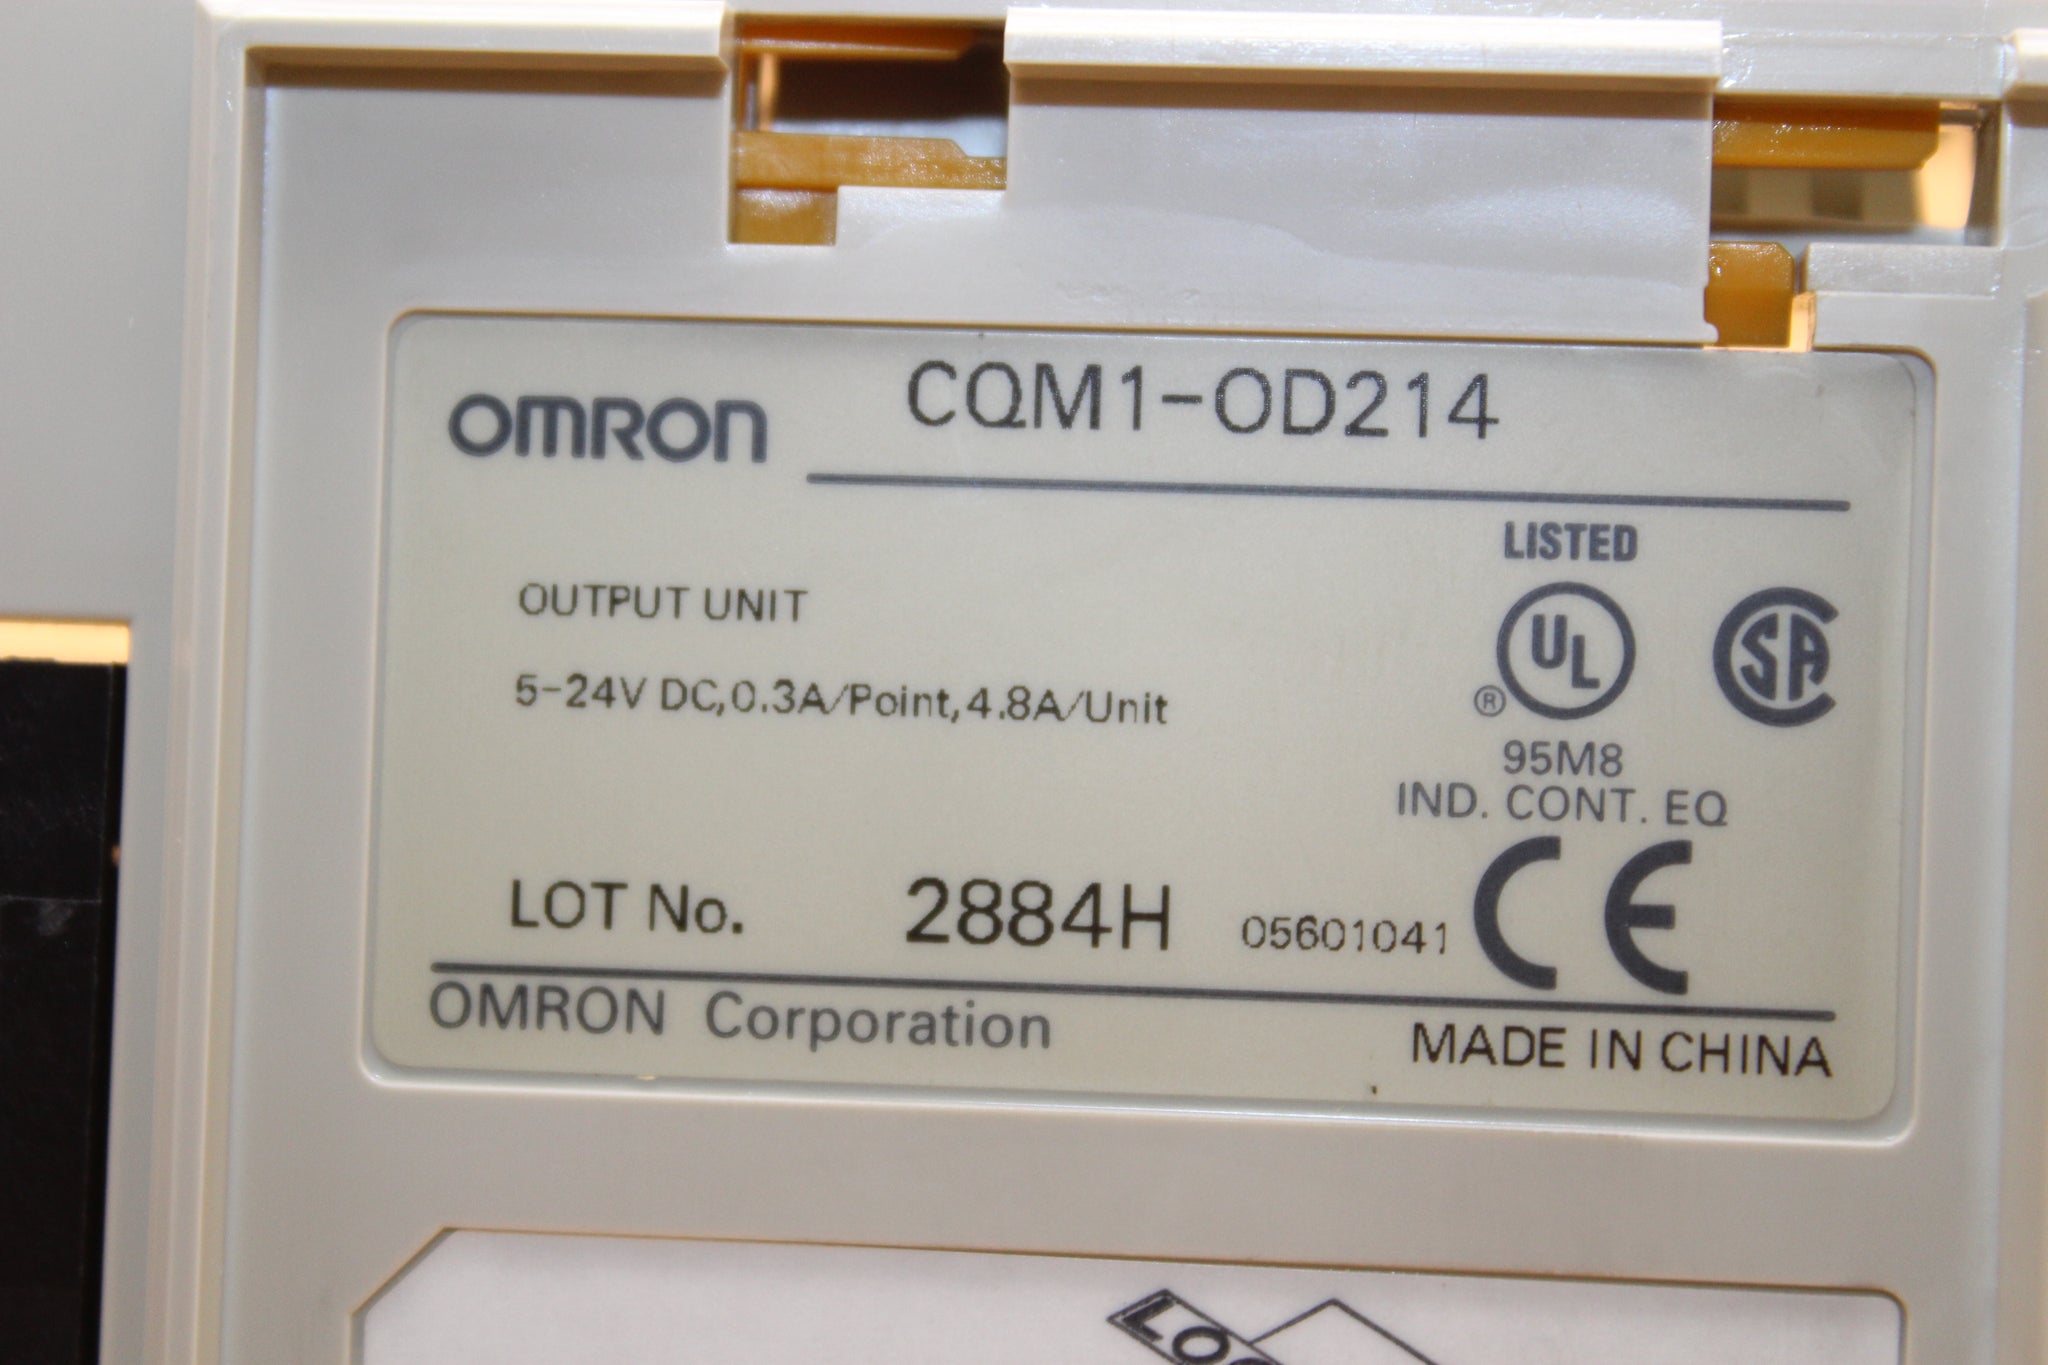 OMRON CQM1-OD214
LISTED
OUTPUT UNIT
UL SA
5-24V DC,0.3A/Point,4.8A/Unit
®
95M8
IND. CONT. EQ
LOT No. 2884H 05601041 CE
OMRON Corporation
MADE IN CHINA